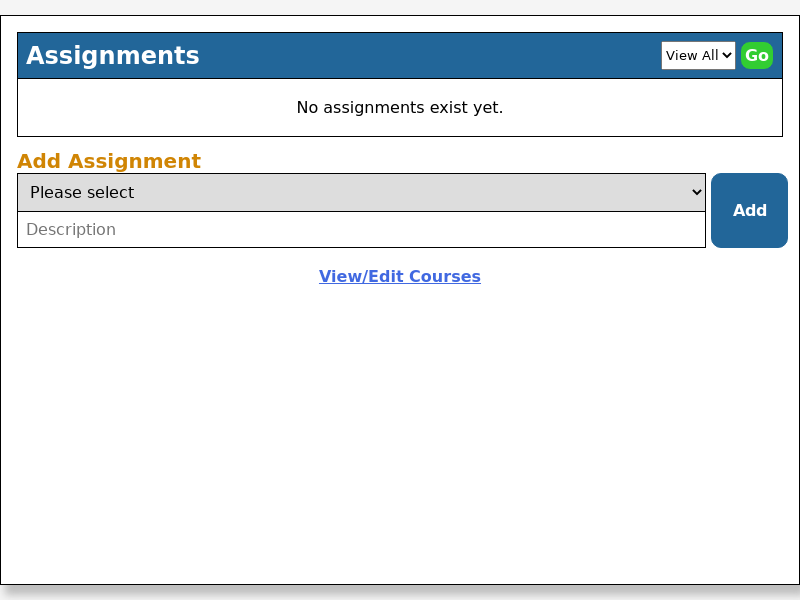 Assignments
View All Go
No assignments exist yet.
Add Assignment
Please select
Description
Add
View/Edit Courses